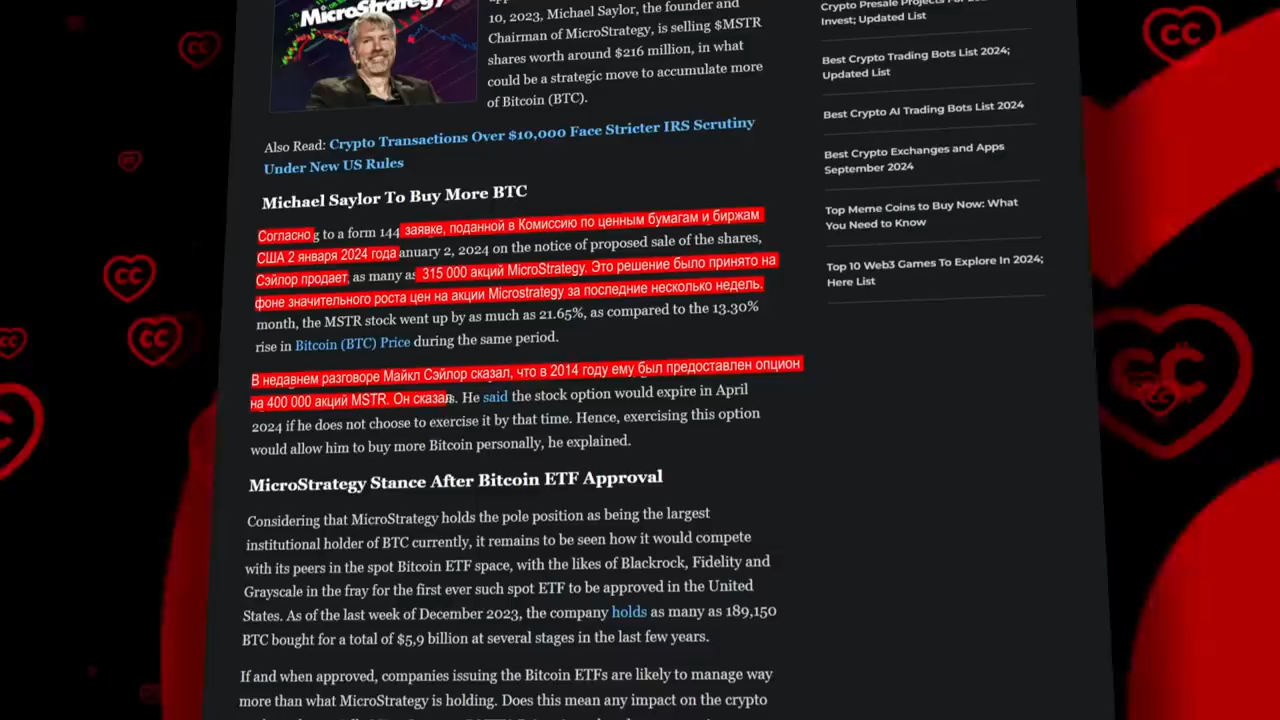 MicroStrategy
10, 2023, Michael Saylor, the founder and
Chairman of MicroStrategy, is selling $MSTR
shares worth around $216 million, in what
could be a strategic move to accumulate more
of Bitcoin (BTC).
Also Read: Crypto Transactions Over $10,000 Face Stricter IRS Scrutiny
Under New US Rules
Michael Saylor To Buy More BTC
Согласно g to a form 144 заявке, поданной в Комиссию по ценным бумагам и биржам
США 2 января 2024 года anuary 2, 2024 on the notice of proposed sale of the shares,
Сэйлор продает, as many as 315 000 акций MicroStrategy. Это решение было принято на
фоне значительного роста цен на акции Microstrategy за последние несколько недель.
month, the MSTR stock went up by as much as 21.65%, as compared to the 13.30%
rise in Bitcoin (BTC) Price during the same period.
В недавнем разговоре Майкл Сэйлор сказал, что в 2014 году ему был предоставлен опцион
на 400 000 акций MSTR. Он сказал s. He said the stock option would expire in April
2024 if he does not choose to exercise it by that time. Hence, exercising this option
would allow him to buy more Bitcoin personally, he explained.
MicroStrategy Stance After Bitcoin ETF Approval
Considering that MicroStrategy holds the pole position as being the largest
institutional holder of BTC currently, it remains to be seen how it would compete
with its peers in the spot Bitcoin ETF space, with the likes of Blackrock, Fidelity and
Grayscale in the fray for the first ever such spot ETF to be approved in the United
States. As of the last week of December 2023, the company holds as many as 189,150
BTC bought for a total of $5,9 billion at several stages in the last few years.
If and when approved, companies issuing the Bitcoin ETFs are likely to manage way
more than what MicroStrategy is holding. Does this mean any impact on the crypto
Invest; Updated List
Best Crypto Trading Bots List 2024;
Updated List
Best Crypto AI Trading Bots List 2024
Best Crypto Exchanges and Apps
September 2024
Top Meme Coins to Buy Now: What
You Need to Know
Top 10 Web3 Games To Explore In 2024;
Here List
CC
CC
CC
CC
CC
CC